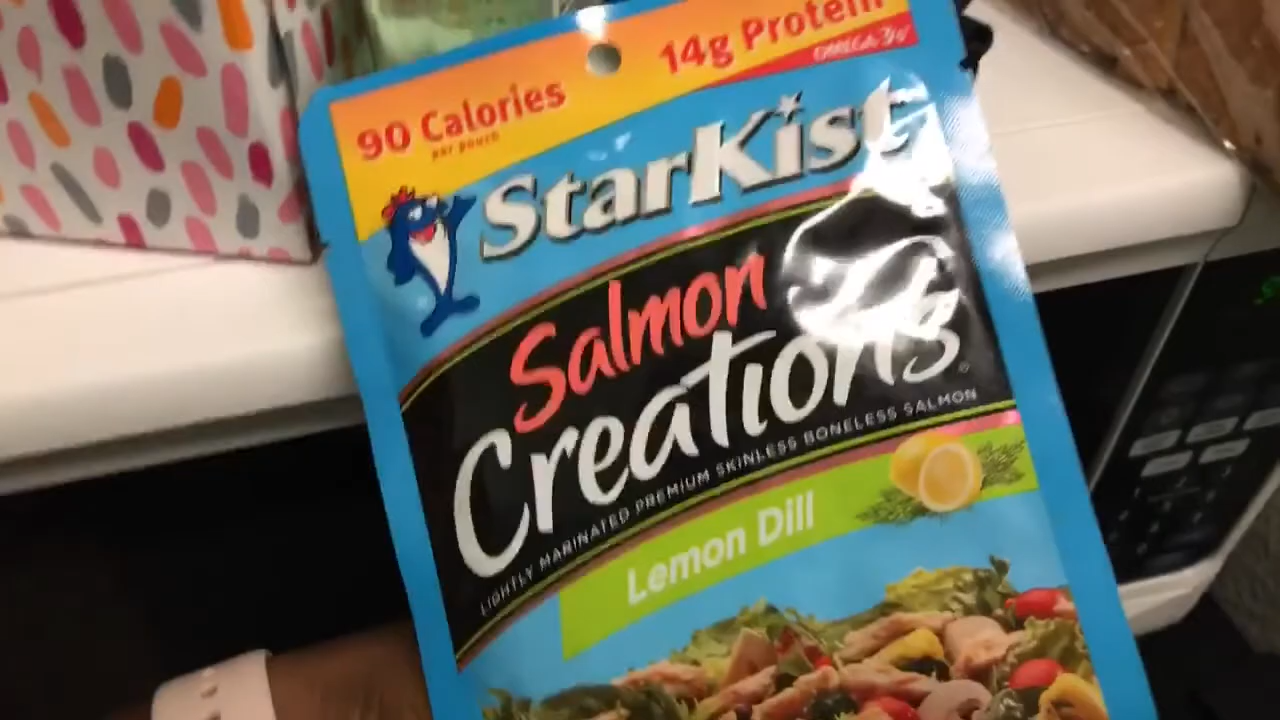 90 Calories
per pouch
14g Protein
OMEGA-3s
StarKist
Salmon
Creations®
LIGHTLY MARINATED PREMIUM SKINLESS BONELESS SALMON
Lemon Dill